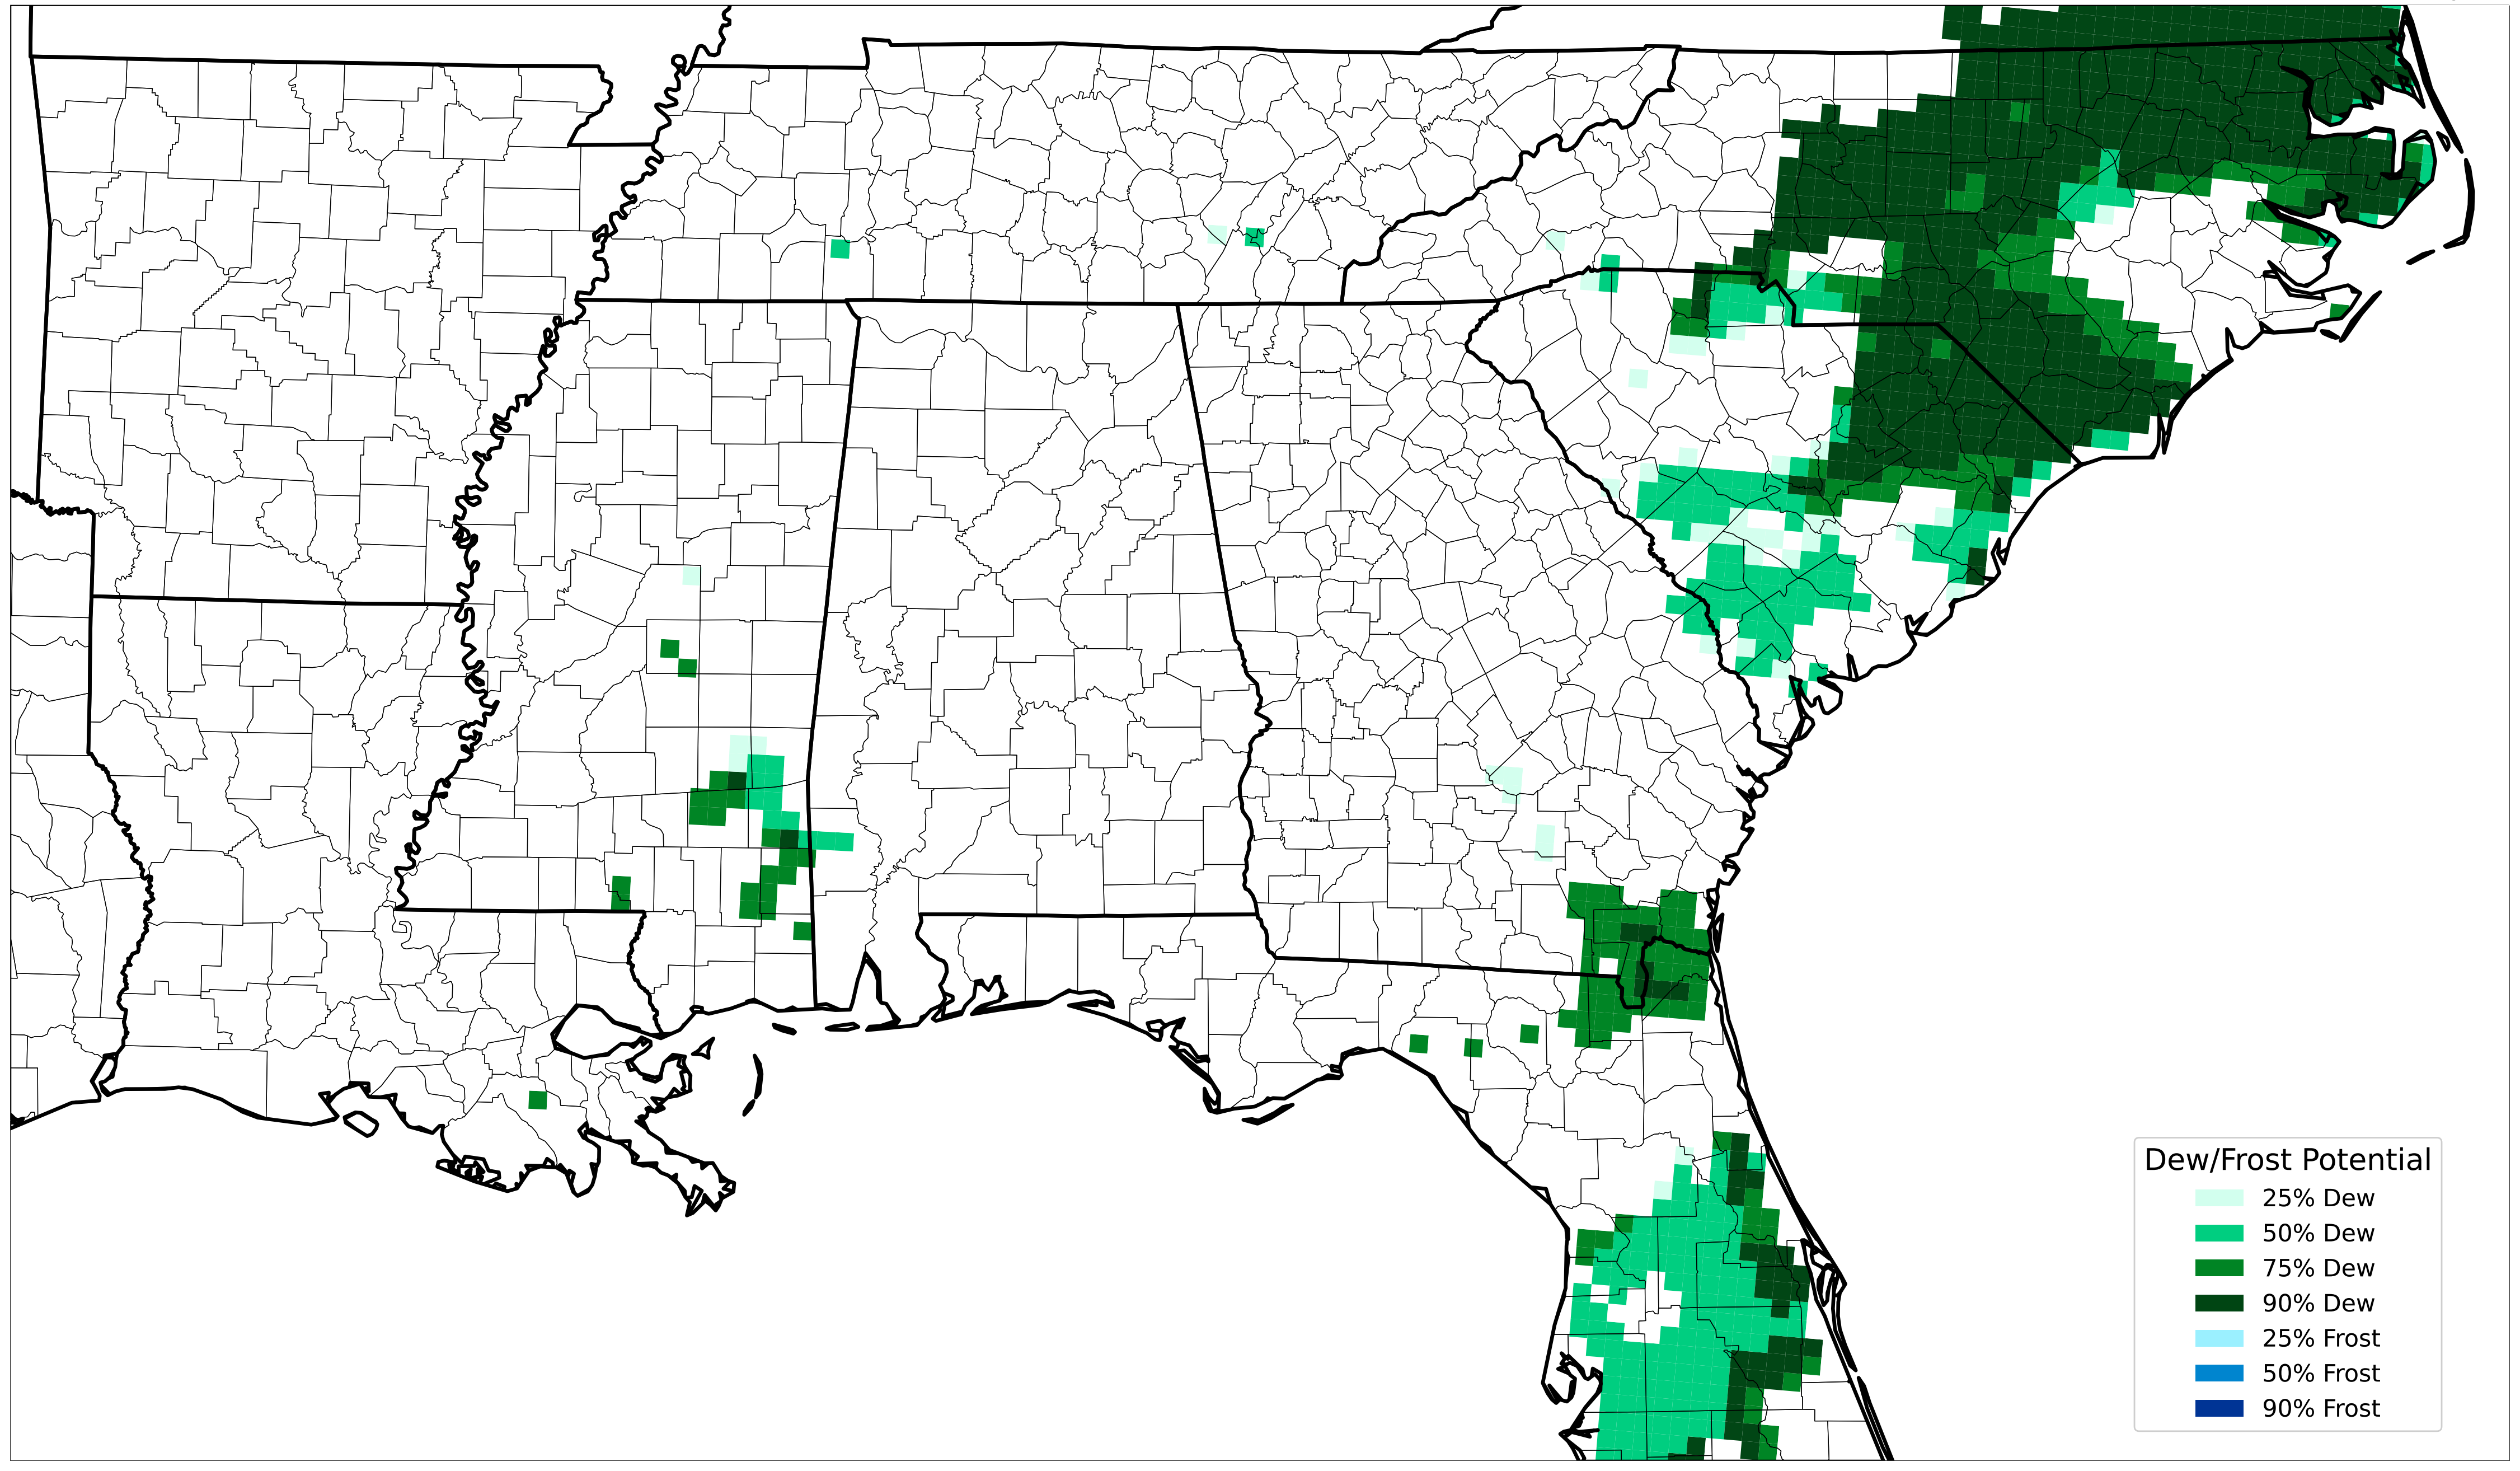 Dew/Frost Potential
25% Dew
50% Dew
75% Dew
90% Dew
25% Frost
50% Frost
90% Frost